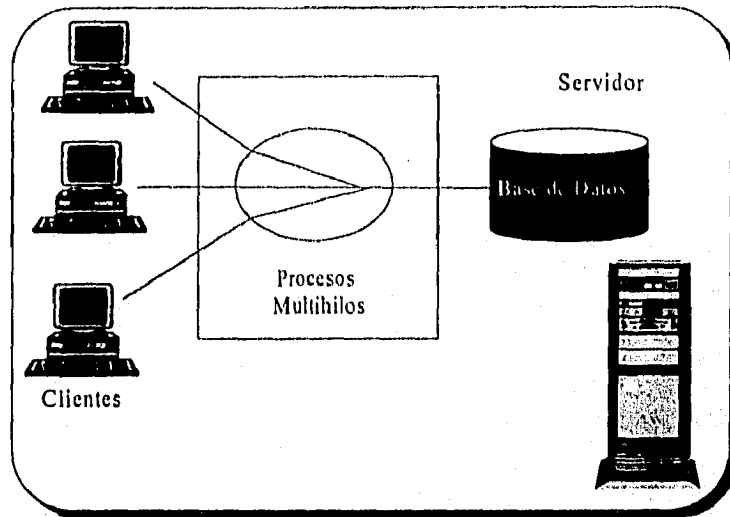 Servidor
Base de Datos
Procesos
Multihilos
Clientes